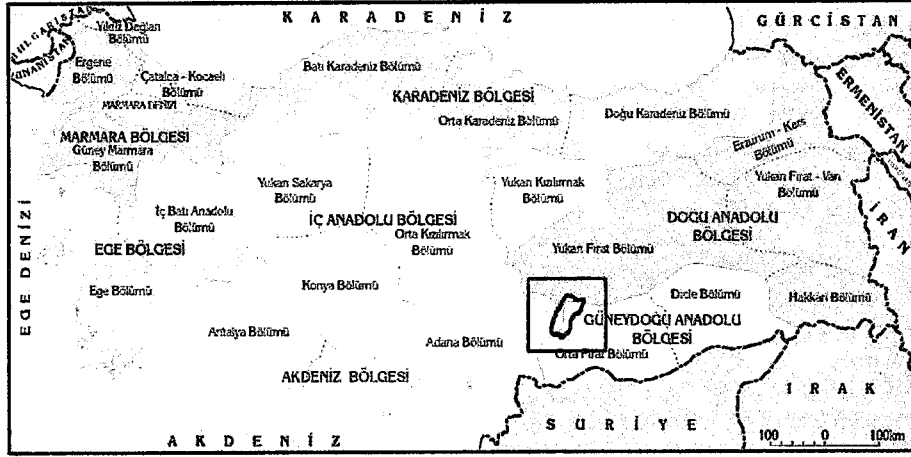 KARADENİZ
GÜRCİSTAN
BULGARİSTAN
YUNANİSTAN
Yıldız Dağları
Bölümü
Ergene
Bölümü
Çatalca - Kocaeli
Bölümü
MARMARA DENİZİ
Batı Karadeniz Bölümü
KARADENİZ BÖLGESİ
Orta Karadeniz Bölümü
Doğu Karadeniz Bölümü
ERMENİSTAN
MARMARA BÖLGESİ
Güney Marmara
Bölümü
Erzurum - Kars
Bölümü
Yukarı Sakarya
Bölümü
Yukarı Kızılırmak
Bölümü
Yukarı Fırat - Van
Bölümü
İç Batı Anadolu
Bölümü
İÇ ANADOLU BÖLGESİ
Orta Kızılırmak
Bölümü
DOĞU ANADOLU
BÖLGESİ
İRAN
EGE DENİZİ
EGE BÖLGESİ
Yukarı Fırat Bölümü
Ege Bölümü
Konya Bölümü
Dicle Bölümü
Hakkari Bölümü
GÜNEYDOĞU ANADOLU
BÖLGESİ
Antalya Bölümü
Adana Bölümü
Orta Fırat Bölümü
AKDENİZ BÖLGESİ
IRAK
SURİYE
AKDENİZ
100 0 100km